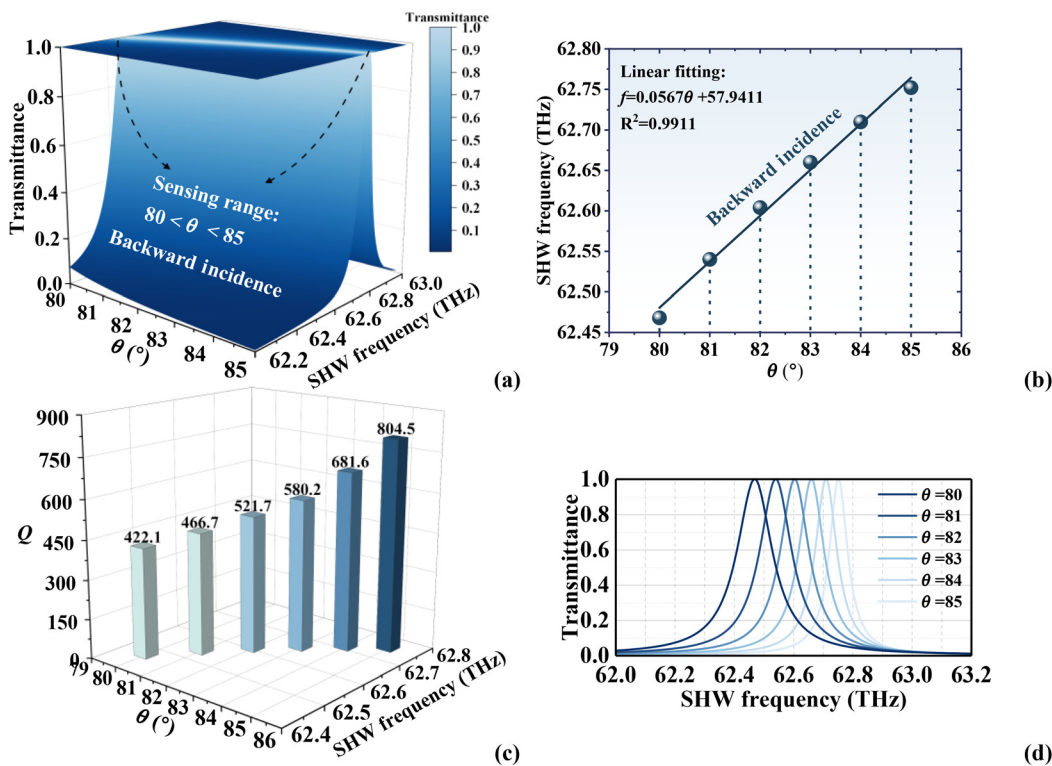 Transmittance
1.0
0.9
0.8
0.7
0.6
0.5
0.4
0.3
0.2
0.1
1.0
0.8
0.6
0.4
0.2
0.0
Transmittance
Sensing range:
80 < θ < 85
Backward incidence
80
81
82
83
84
85
θ (°)
62.2
62.4
62.6
62.8
63.0
SHW frequency (THz)
(a)
62.80
62.75
62.70
62.65
62.60
62.55
62.50
62.45
SHW frequency (THz)
Linear fitting:
f=0.0567θ +57.9411
R²=0.9911
Backward incidence
79 80 81 82 83 84 85 86
θ (°)
(b)
900
750
600
450
300
150
0
Q
422.1
466.7
521.7
580.2
681.6
804.5
79
80
81
82
83
84
85
86
θ (°)
62.4
62.5
62.6
62.7
62.8
SHW frequency (THz)
(c)
1.0
0.8
0.6
0.4
0.2
0.0
Transmittance
θ =80
θ =81
θ =82
θ =83
θ =84
θ =85
62.0 62.2 62.4 62.6 62.8 63.0 63.2
SHW frequency (THz)
(d)